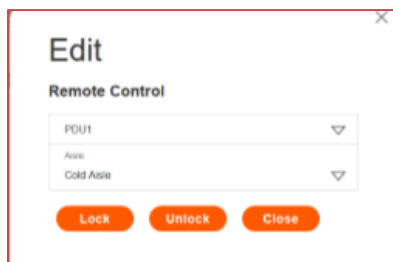 Edit
Remote Control
PDU1
Aisle
Cold Aisle
Lock Unlock Close